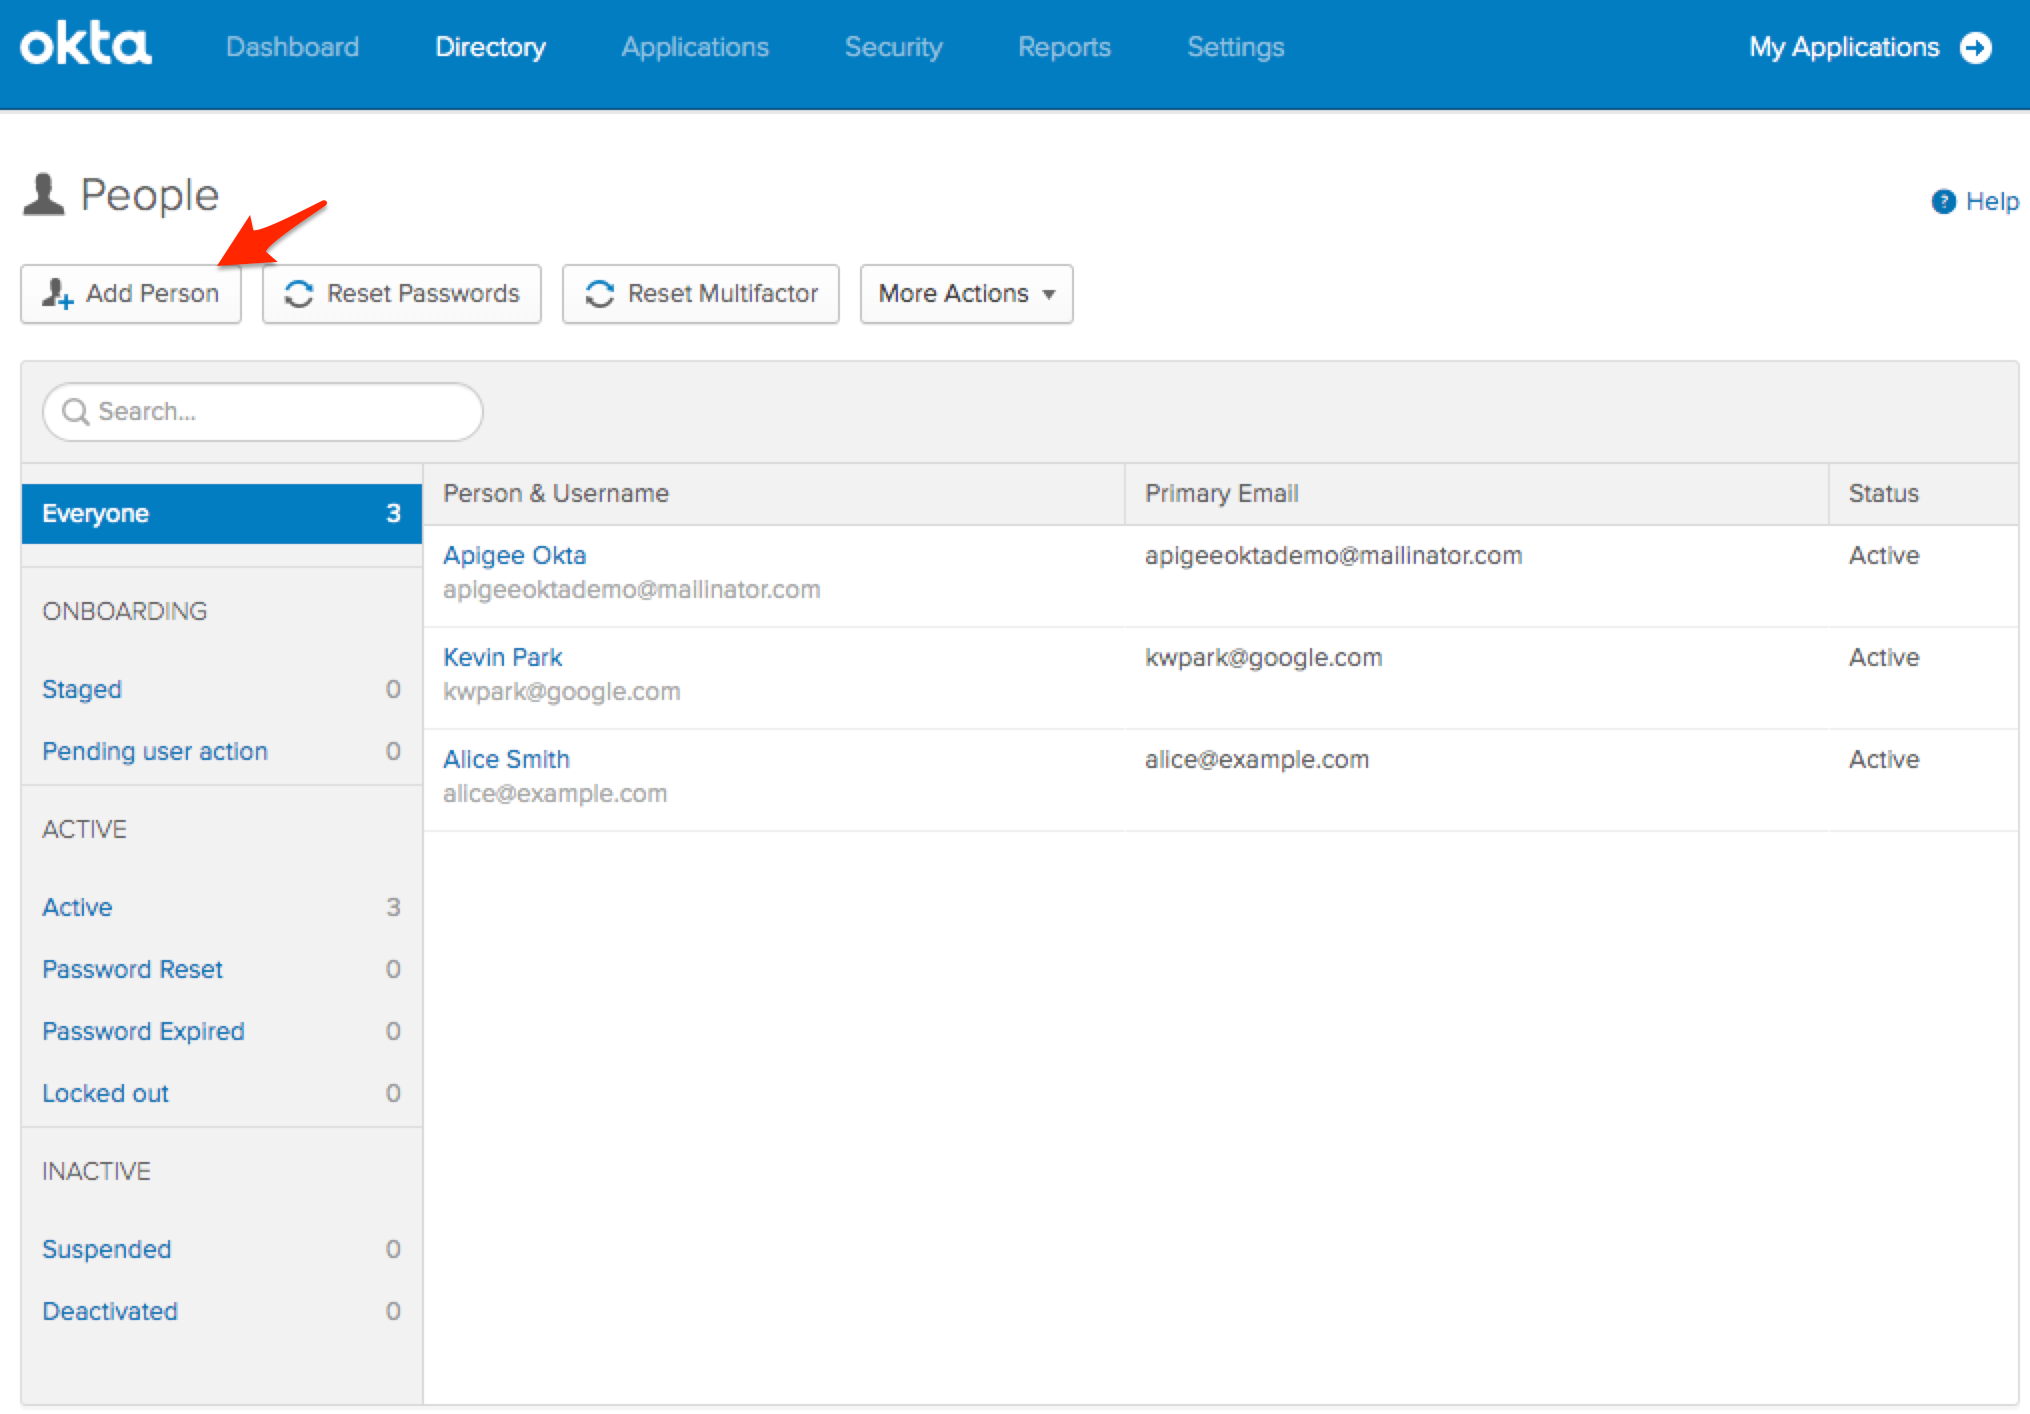 okta Dashboard Directory Applications Security Reports Settings My Applications
People
? Help
Add Person Reset Passwords Reset Multifactor More Actions
Search...
Everyone 3
Person & Username Primary Email Status
Apigee Okta apigeeoktademo@mailinator.com Active
apigeeoktademo@mailinator.com
Kevin Park kwpark@google.com Active
kwpark@google.com
Alice Smith alice@example.com Active
alice@example.com
ONBOARDING
Staged 0
Pending user action 0
ACTIVE
Active 3
Password Reset 0
Password Expired 0
Locked out 0
INACTIVE
Suspended 0
Deactivated 0